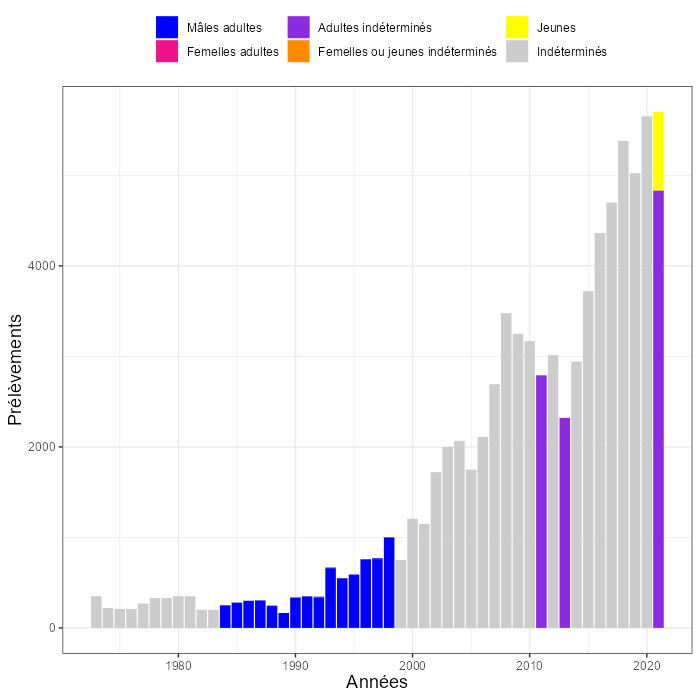 Mâles adultes
Adultes indéterminés
Jeunes
Femelles adultes
Femelles ou jeunes indéterminés
Indéterminés
Prélèvements
4000
2000
0
1980
1990
2000
2010
2020
Années